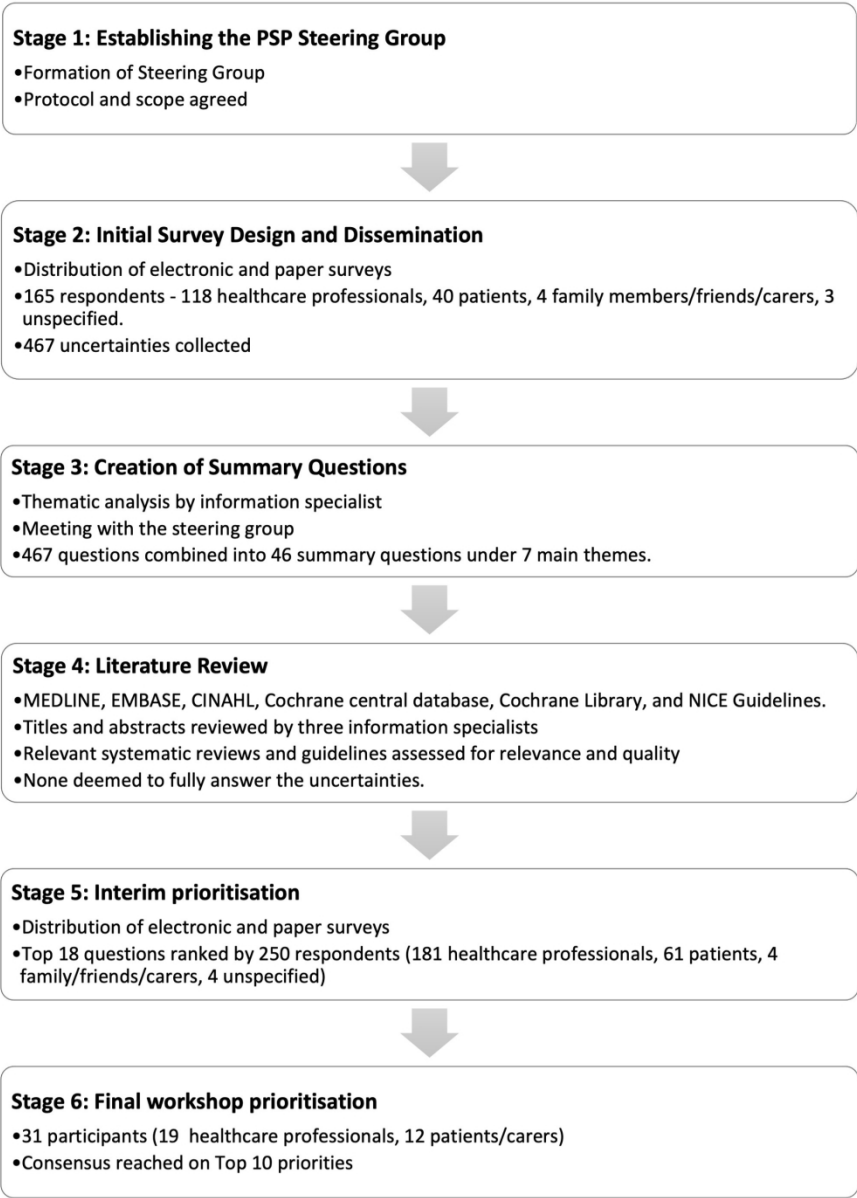 Stage 1: Establishing the PSP Steering Group
•Formation of Steering Group
•Protocol and scope agreed
Stage 2: Initial Survey Design and Dissemination
•Distribution of electronic and paper surveys
•165 respondents - 118 healthcare professionals, 40 patients, 4 family members/friends/carers, 3
unspecified.
•467 uncertainties collected
Stage 3: Creation of Summary Questions
•Thematic analysis by information specialist
•Meeting with the steering group
•467 questions combined into 46 summary questions under 7 main themes.
Stage 4: Literature Review
•MEDLINE, EMBASE, CINAHL, Cochrane central database, Cochrane Library, and NICE Guidelines.
•Titles and abstracts reviewed by three information specialists
•Relevant systematic reviews and guidelines assessed for relevance and quality
•None deemed to fully answer the uncertainties.
Stage 5: Interim prioritisation
•Distribution of electronic and paper surveys
•Top 18 questions ranked by 250 respondents (181 healthcare professionals, 61 patients, 4
family/friends/carers, 4 unspecified)
Stage 6: Final workshop prioritisation
•31 participants (19 healthcare professionals, 12 patients/carers)
•Consensus reached on Top 10 priorities